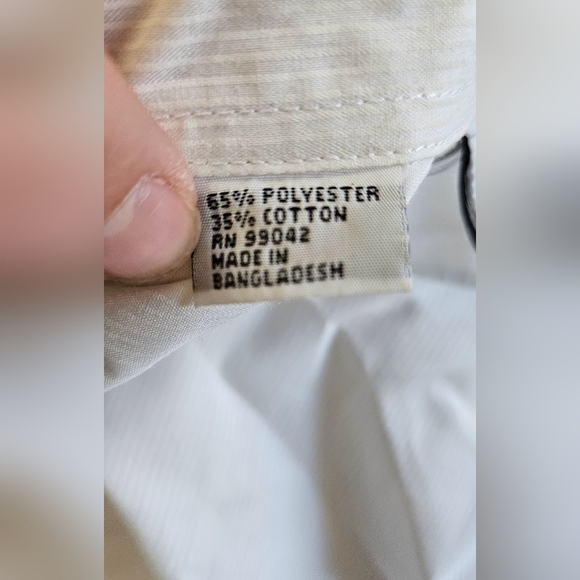 65% POLYESTER
35% COTTON
RN 99042
MADE IN
BANGLADESH